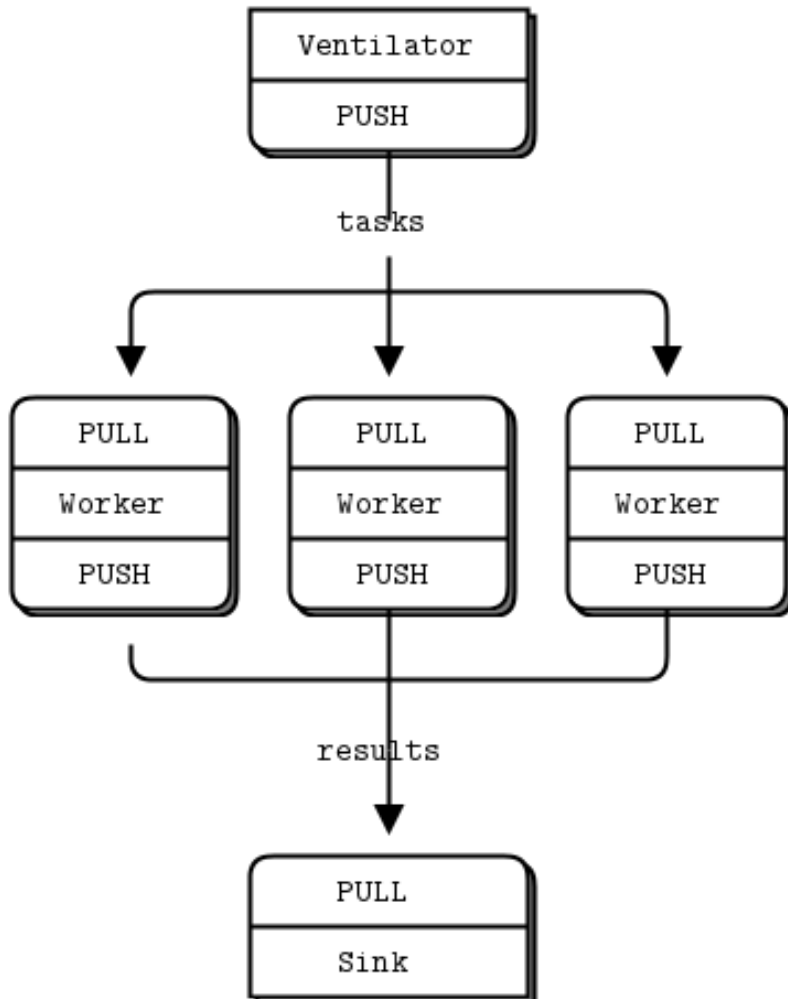 Ventilator
PUSH
tasks
PULL PULL PULL
Worker Worker Worker
PUSH PUSH PUSH
results
PULL
Sink